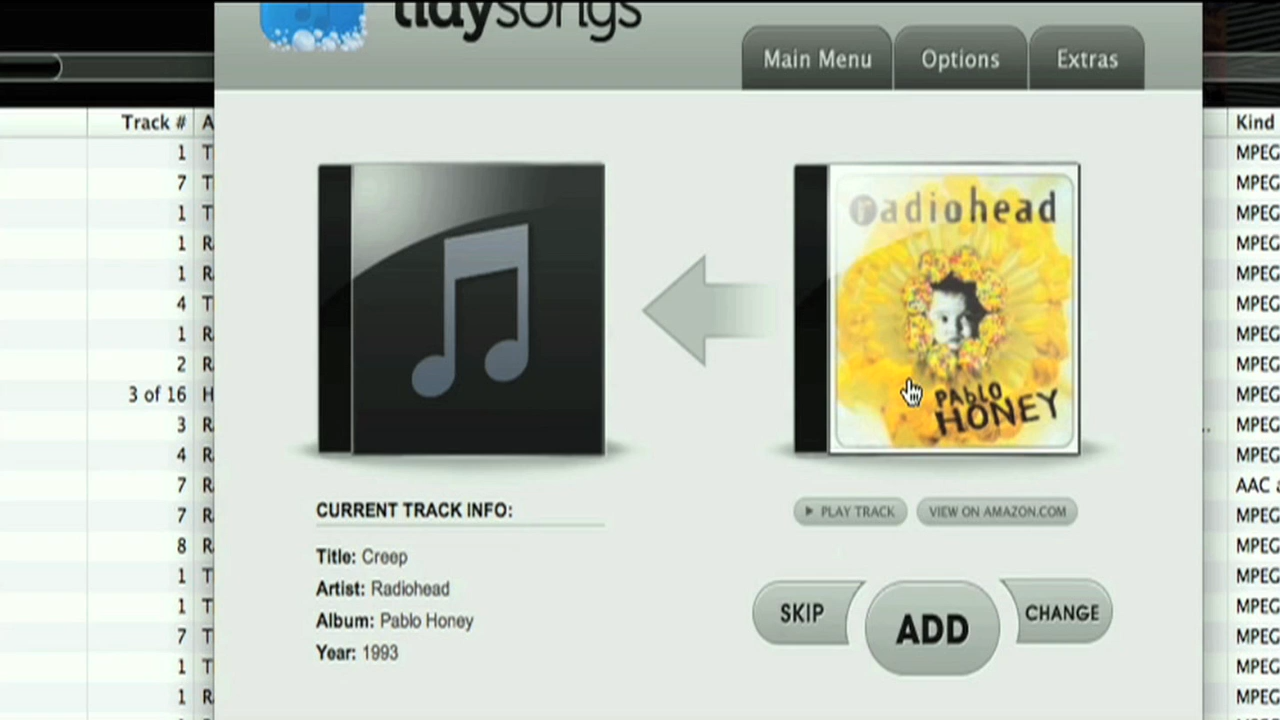 tidysongs
Main Menu
Options
Extras
Track #
A
Kind
1 T
7 T
1 T
1 R
1 R
4 T
1 R
2 R
3 of 16 H
3 R
4 R
7 R
7 R
8 R
1 T
1 T
7 T
1 T
1 R
MPEG
MPEG
MPEG
MPEG
MPEG
MPEG
MPEG
MPEG
MPEG
MPEG
MPEG
AAC a
MPEG
MPEG
MPEG
MPEG
MPEG
MPEG
MPEG
radiohead
PABLO
HONEY
PLAY TRACK
VIEW ON AMAZON.COM
CURRENT TRACK INFO:
Title: Creep
Artist: Radiohead
Album: Pablo Honey
Year: 1993
SKIP
ADD
CHANGE